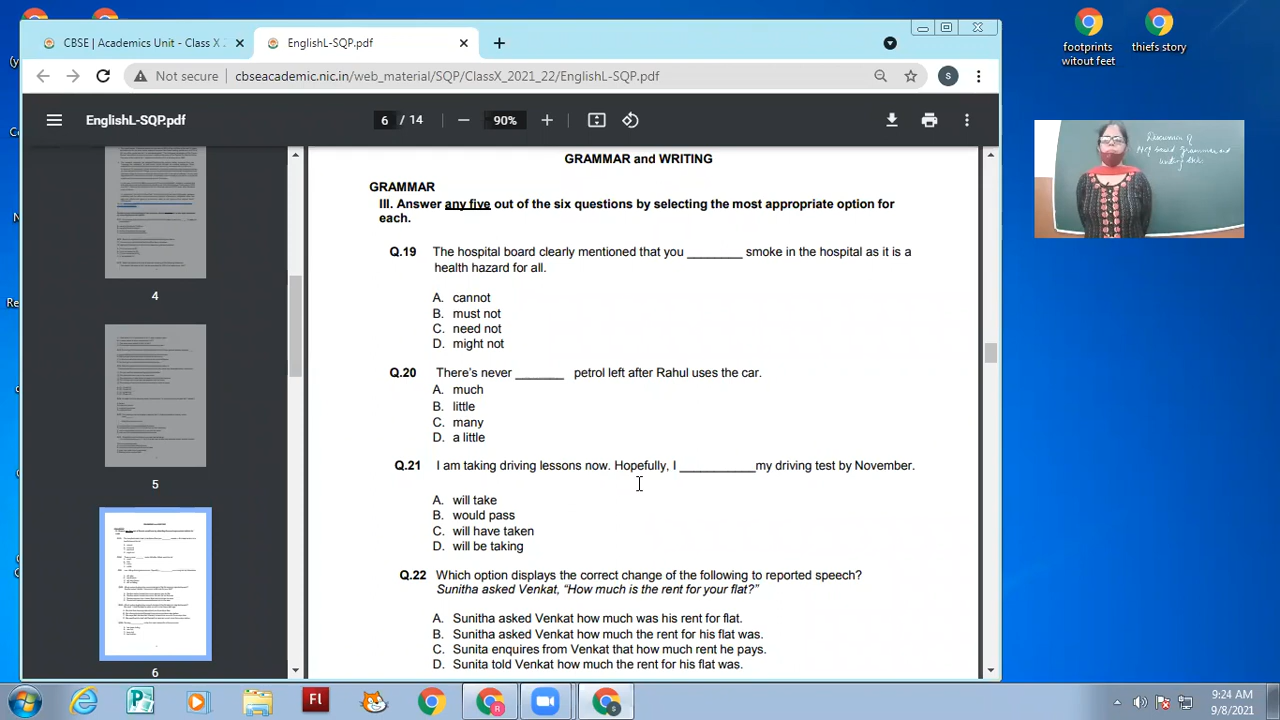 footprints
witout feet
thiefs story
CBSE | Academics Unit - Class X
EnglishL-SQP.pdf
Not secure
cbseacademic.nic.in/web_material/SQP/ClassX_2021_22/EnglishL-SQP.pdf
S
EnglishL-SQP.pdf
6 / 14
90%
4
5
6
GRAMMAR and WRITING
GRAMMAR
III. Answer any five out of the six questions by selecting the most appropriate option for
each.
Q.19 The hospital board clearly mentioned that you ________ smoke in the hospital as it is a
health hazard for all.
A. cannot
B. must not
C. need not
D. might not
Q.20 There's never _______ petrol left after Rahul uses the car.
A. much
B. little
C. many
D. a little
Q.21 I am taking driving lessons now. Hopefully, I ___________my driving test by November.
A. will take
B. would pass
C. will have taken
D. will be taking
Q.22 Which option displays the correct change of the following to reported speech?
Sunitha asked Venkat, “How much is the rent for your flat?”
A. Sunitha asked Venkat how much was his rent for flat.
B. Sunitha asked Venkat how much the rent for his flat was.
C. Sunita enquires from Venkat that how much rent he pays.
D. Sunita told Venkat how much the rent for his flat was.
Discussion of
MCQ based Grammar and
writing skills
9:24 AM
9/8/2021